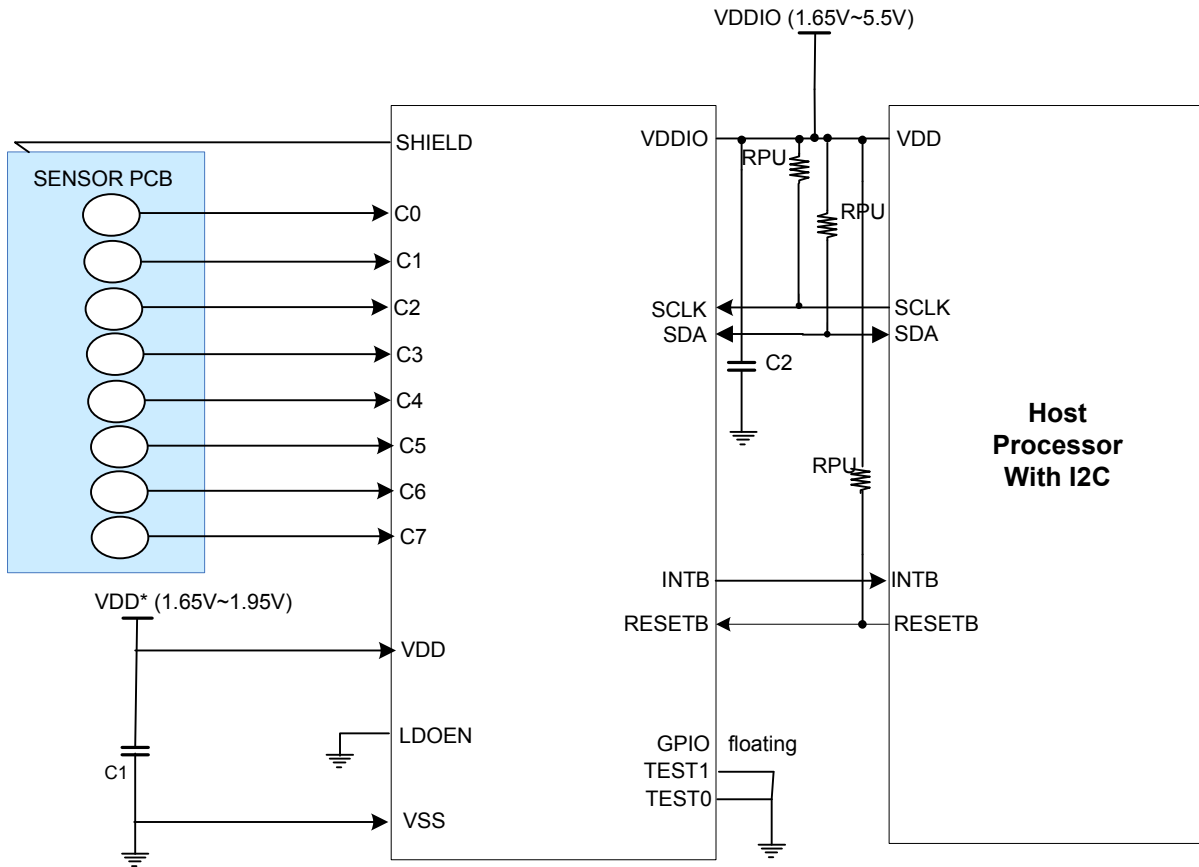 VDDIO (1.65V~5.5V)
SHIELD
SENSOR PCB
C0
C1
C2
C3
C4
C5
C6
C7
VDD* (1.65V~1.95V)
VDD
LDOEN
C1
VSS
VDDIO
RPU
RPU
SCLK
SDA
C2
RPU
INTB
RESETB
GPIO floating
TEST1
TEST0
VDD
SCLK
SDA
Host
Processor
With I2C
INTB
RESETB